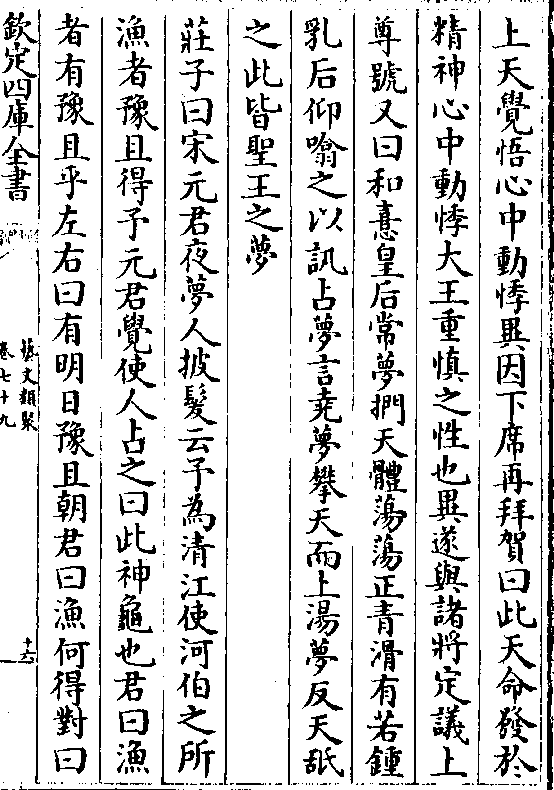 上天覺悟心中動悸異因下席再拜賀曰此天命發於
精神心中動悸大王重慎之性也異遂與諸將定議上
尊號又曰和憙皇后常夢捫天體蕩蕩正青滑有若鍾
乳后仰噏之以訊占夢言堯夢攀天而上湯夢反天舐
之此皆聖王之夢
莊子曰宋元君夜夢人披髮云予為清江使河伯之所
漁者豫且得予元君覺使人占之曰此神龜也君曰漁
者有豫且乎左右曰有明日豫且朝君曰漁何得對曰
欽定四庫全書
藝文類聚
卷七十九
十六